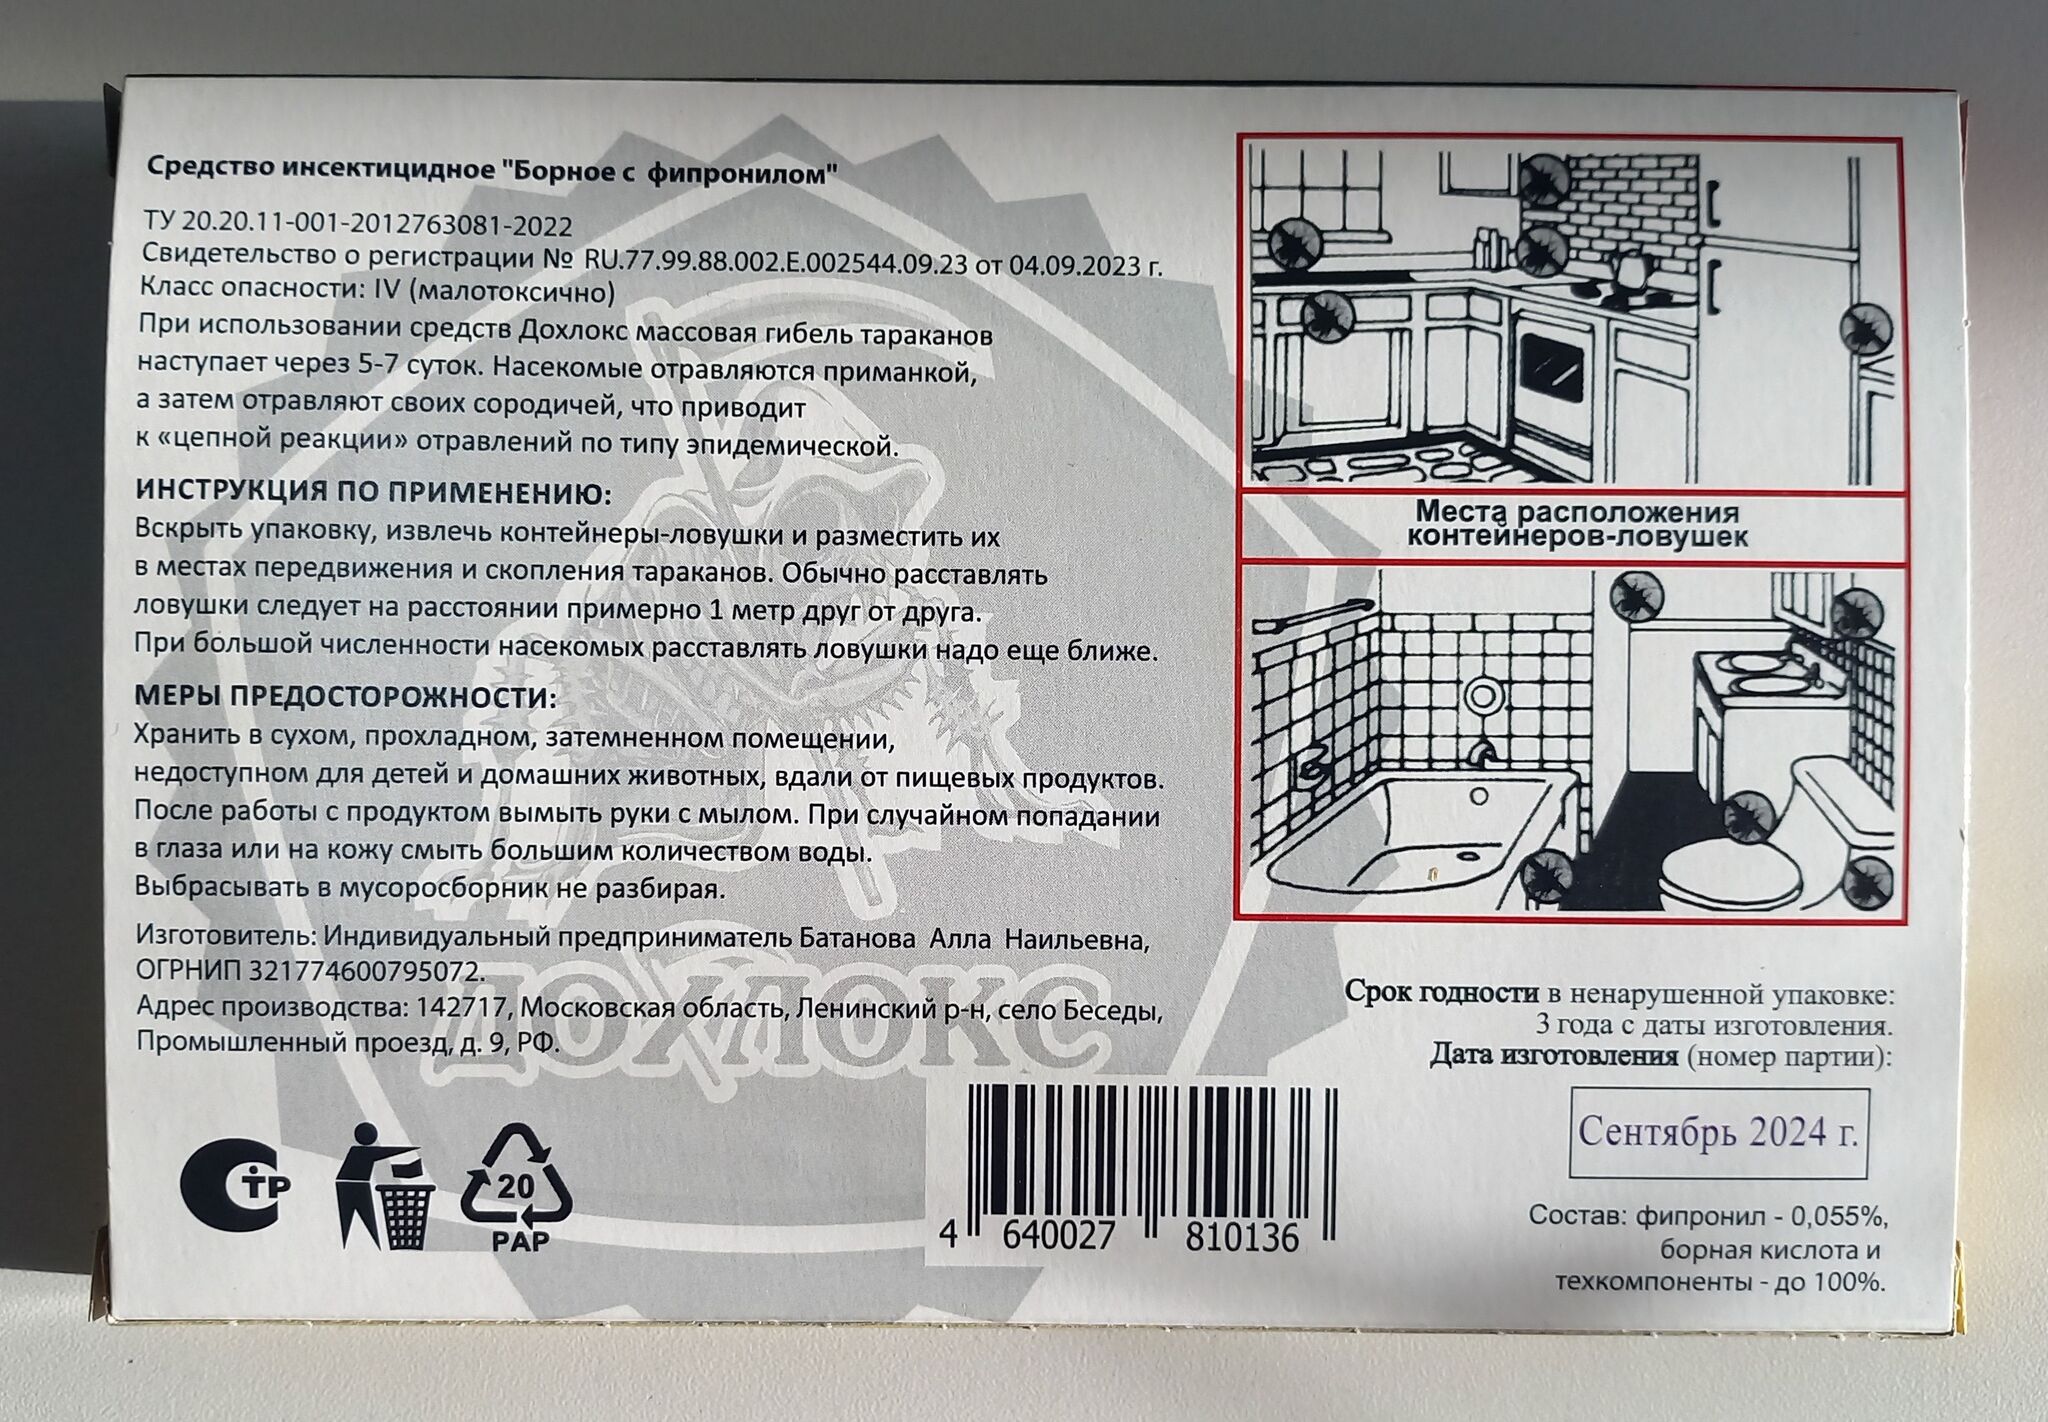 Средство инсектицидное "Борное с фипронилом"
ТУ 20.20.11-001-2012763081-2022
Свидетельство о регистрации № RU.77.99.88.002.E.002544.09.23 от 04.09.2023 г.
Класс опасности: IV (малотоксично)
При использовании средств Дохлокс массовая гибель тараканов
наступает через 5-7 суток. Насекомые отравляются приманкой,
а затем отравляют своих сородичей, что приводит
к «цепной реакции» отравлений по типу эпидемической.
ИНСТРУКЦИЯ ПО ПРИМЕНЕНИЮ:
Вскрыть упаковку, извлечь контейнеры-ловушки и разместить их
в местах передвижения и скопления тараканов. Обычно расставлять
ловушки следует на расстоянии примерно 1 метр друг от друга.
При большой численности насекомых расставлять ловушки надо еще ближе.
МЕРЫ ПРЕДОСТОРОЖНОСТИ:
Хранить в сухом, прохладном, затемненном помещении,
недоступном для детей и домашних животных, вдали от пищевых продуктов.
После работы с продуктом вымыть руки с мылом. При случайном попадании
в глаза или на кожу смыть большим количеством воды.
Выбрасывать в мусоросборник не разбирая.
Изготовитель: Индивидуальный предприниматель Батанова Алла Наильевна,
ОГРНИП 321774600795072.
Адрес производства: 142717, Московская область, Ленинский р-н, село Беседы,
Промышленный проезд, д. 9, РФ.
ДОХЛОКС
СТР
20
PAP
4 640027 810136
Места расположения
контейнеров-ловушек
Срок годности в ненарушенной упаковке:
3 года с даты изготовления.
Дата изготовления (номер партии):
Сентябрь 2024 г.
Состав: фипронил - 0,055%,
борная кислота и
техкомпоненты - до 100%.